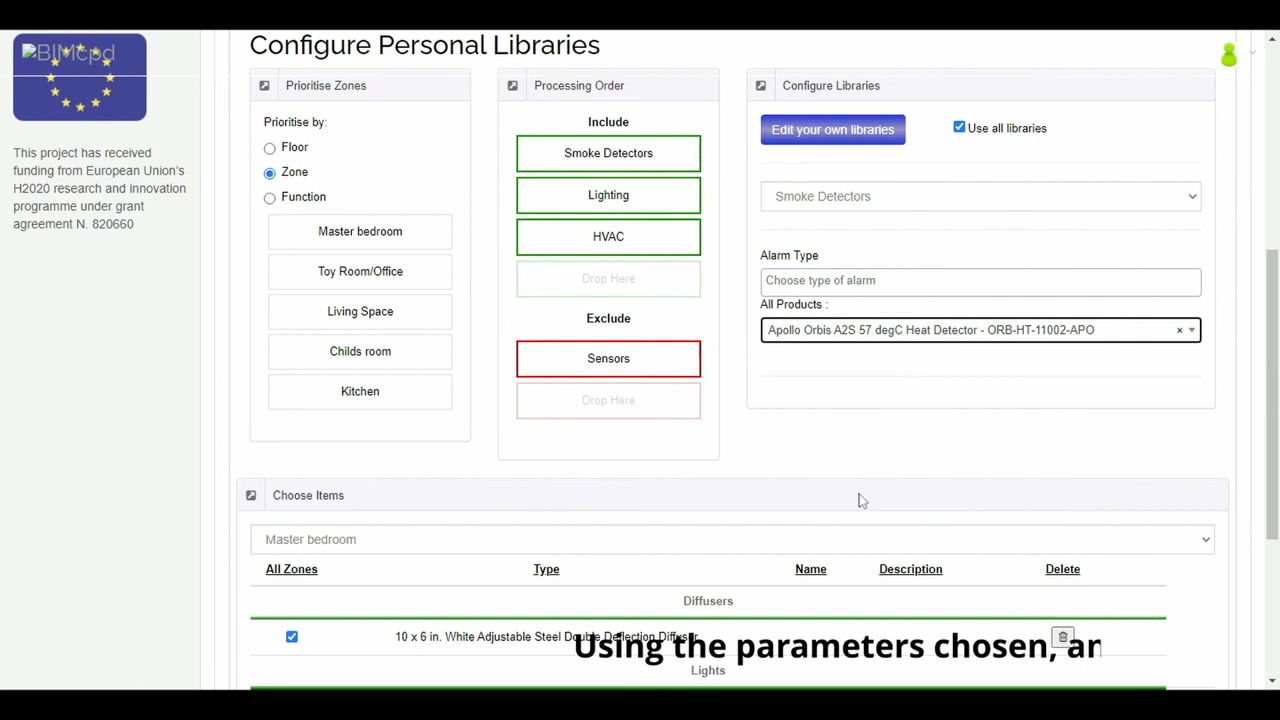 BIMcpd
This project has received
funding from European Union's
H2020 research and innovation
programme under grant
agreement N. 820660
Configure Personal Libraries
Prioritise Zones
Prioritise by:
Floor
Zone
Function
Master bedroom
Toy Room/Office
Living Space
Childs room
Kitchen
Processing Order
Include
Smoke Detectors
Lighting
HVAC
Drop Here
Exclude
Sensors
Drop Here
Configure Libraries
Edit your own libraries
Use all libraries
Smoke Detectors
Alarm Type
Choose type of alarm
All Products :
Apollo Orbis A2S 57 degC Heat Detector - ORB-HT-11002-APO
Choose Items
Master bedroom
All Zones Type Name Description Delete
Diffusers
10 x 6 in. White Adjustable Steel Double Deflection Diffuser
Using the parameters chosen, an
Lights